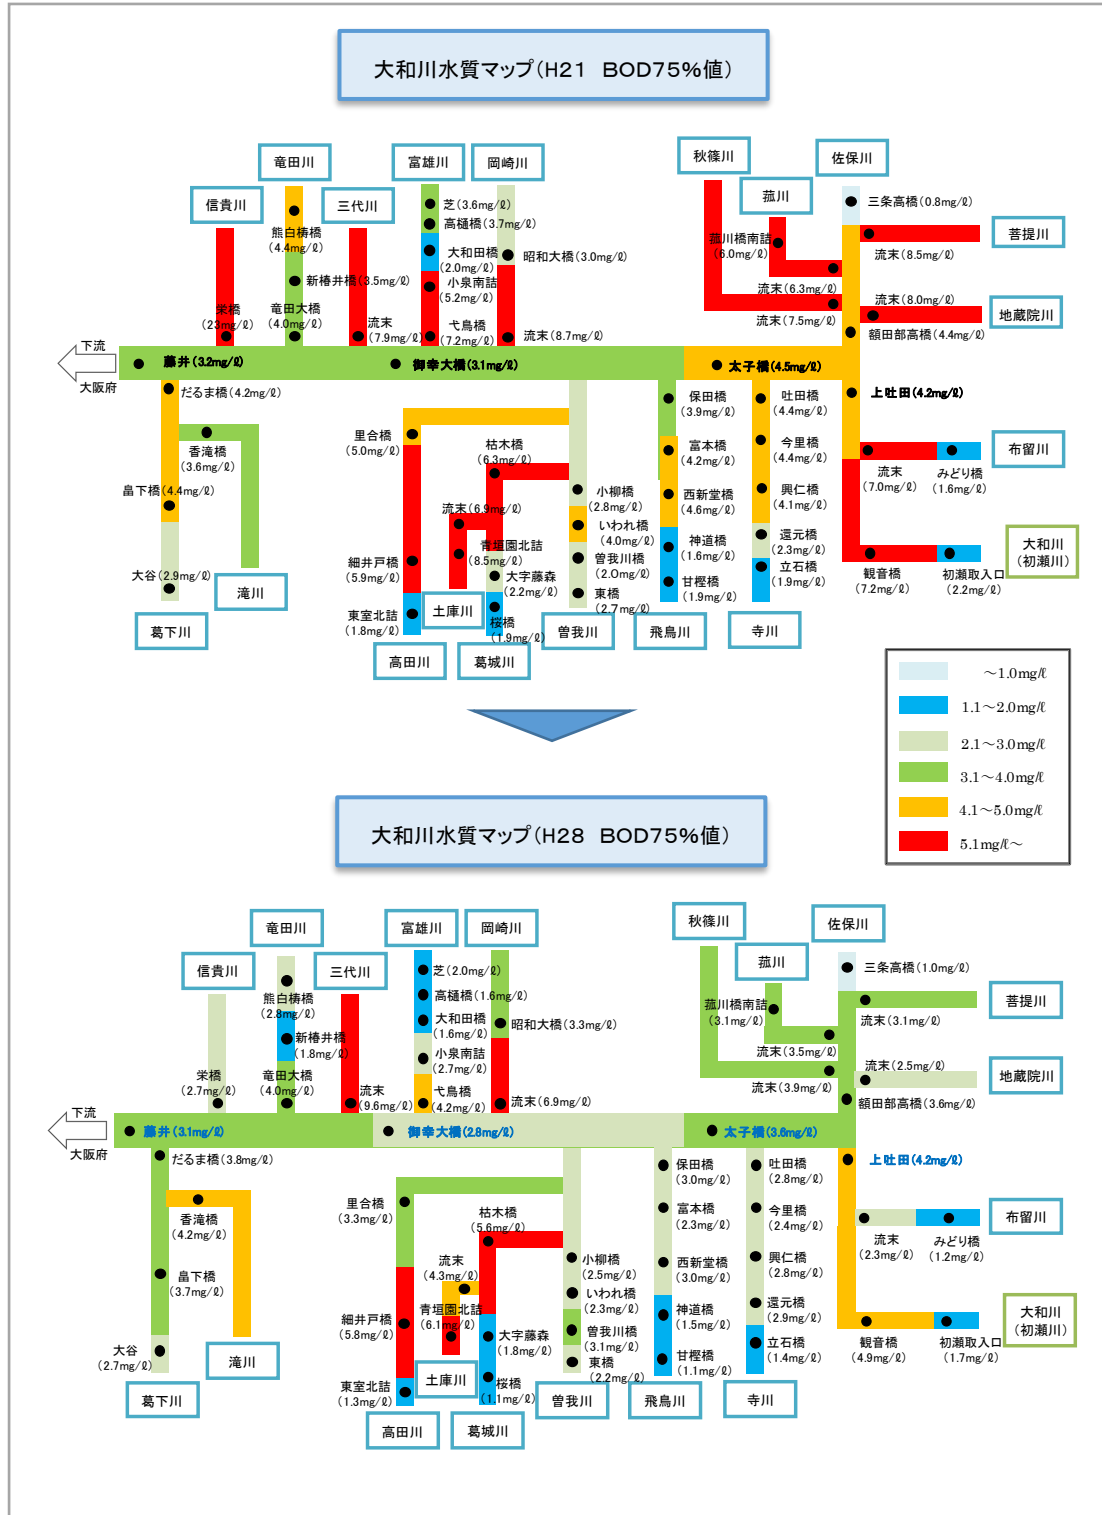 大和川水質マップ(H21 BOD75%値)
秋篠川
佐保川
竜田川
富雄川
岡崎川
菰川
信貴川
三代川
芝(3.6mg/ℓ)
高樋橋(3.7mg/ℓ)
三条高橋(0.8mg/ℓ)
菩提川
熊白梼橋
(4.4mg/ℓ)
大和田橋
(2.0mg/ℓ)
昭和大橋(3.0mg/ℓ)
菰川橋南詰
(6.0mg/ℓ)
流末(8.5mg/ℓ)
新椿井橋(3.5mg/ℓ)
小泉南詰
(5.2mg/ℓ)
流末(6.3mg/ℓ)
流末(8.0mg/ℓ)
地蔵院川
栄橋
(23mg/ℓ)
竜田大橋
(4.0mg/ℓ)
流末
(7.9mg/ℓ)
弋鳥橋
(7.2mg/ℓ)
流末(8.7mg/ℓ)
流末(7.5mg/ℓ)
額田部高橋(4.4mg/ℓ)
下流
大阪府
藤井(3.2mg/ℓ)
御幸大橋(3.1mg/ℓ)
太子橋(4.5mg/ℓ)
だるま橋(4.2mg/ℓ)
保田橋
(3.9mg/ℓ)
吐田橋
(4.4mg/ℓ)
上吐田(4.2mg/ℓ)
香滝橋
(3.6mg/ℓ)
里合橋
(5.0mg/ℓ)
枯木橋
(6.3mg/ℓ)
富本橋
(4.2mg/ℓ)
今里橋
(4.4mg/ℓ)
布留川
流末
(7.0mg/ℓ)
みどり橋
(1.6mg/ℓ)
畠下橋(4.4mg/ℓ)
流末(6.9mg/ℓ)
小柳橋
(2.8mg/ℓ)
西新堂橋
(4.6mg/ℓ)
興仁橋
(4.1mg/ℓ)
いわれ橋
(4.0mg/ℓ)
青垣園北詰
(8.5mg/ℓ)
神道橋
(1.6mg/ℓ)
還元橋
(2.3mg/ℓ)
大和川
(初瀬川)
細井戸橋
(5.9mg/ℓ)
曽我川橋
(2.0mg/ℓ)
甘樫橋
(1.9mg/ℓ)
立石橋
(1.9mg/ℓ)
観音橋
(7.2mg/ℓ)
初瀬取入口
(2.2mg/ℓ)
大谷(2.9mg/ℓ)
滝川
大字藤森
(2.2mg/ℓ)
東橋
(2.7mg/ℓ)
東室北詰
(1.8mg/ℓ)
土庫川
桜橋
(1.9mg/ℓ)
葛下川
高田川
葛城川
曽我川
飛鳥川
寺川
~1.0mg/ℓ
1.1~2.0mg/ℓ
2.1~3.0mg/ℓ
3.1~4.0mg/ℓ
4.1~5.0mg/ℓ
5.1mg/ℓ~
大和川水質マップ(H28 BOD75%値)
秋篠川
佐保川
竜田川
富雄川
岡崎川
菰川
信貴川
三代川
芝(2.0mg/ℓ)
三条高橋(1.0mg/ℓ)
熊白梼橋
(2.8mg/ℓ)
高樋橋(1.6mg/ℓ)
菰川橋南詰
(3.1mg/ℓ)
流末(3.1mg/ℓ)
菩提川
新椿井橋
(1.8mg/ℓ)
大和田橋
(1.6mg/ℓ)
昭和大橋(3.3mg/ℓ)
小泉南詰
(2.7mg/ℓ)
流末(3.5mg/ℓ)
流末(2.5mg/ℓ)
地蔵院川
栄橋
(2.7mg/ℓ)
竜田大橋
(4.0mg/ℓ)
流末
(9.6mg/ℓ)
弋鳥橋
(4.2mg/ℓ)
流末(6.9mg/ℓ)
流末(3.9mg/ℓ)
額田部高橋(3.6mg/ℓ)
下流
大阪府
藤井(3.1mg/ℓ)
御幸大橋(2.8mg/ℓ)
太子橋(3.6mg/ℓ)
だるま橋(3.8mg/ℓ)
保田橋
(3.0mg/ℓ)
吐田橋
(2.8mg/ℓ)
上吐田(4.2mg/ℓ)
香滝橋
(4.2mg/ℓ)
里合橋
(3.3mg/ℓ)
枯木橋
(5.6mg/ℓ)
富本橋
(2.3mg/ℓ)
今里橋
(2.4mg/ℓ)
布留川
流末
(2.3mg/ℓ)
みどり橋
(1.2mg/ℓ)
畠下橋
(3.7mg/ℓ)
流末
(4.3mg/ℓ)
小柳橋
(2.5mg/ℓ)
西新堂橋
(3.0mg/ℓ)
興仁橋
(2.8mg/ℓ)
いわれ橋
(2.3mg/ℓ)
青垣園北詰
(6.1mg/ℓ)
神道橋
(1.5mg/ℓ)
還元橋
(2.9mg/ℓ)
大和川
(初瀬川)
細井戸橋
(5.8mg/ℓ)
大字藤森
(1.8mg/ℓ)
曽我川橋
(3.1mg/ℓ)
甘樫橋
(1.1mg/ℓ)
立石橋
(1.4mg/ℓ)
観音橋
(4.9mg/ℓ)
初瀬取入口
(1.7mg/ℓ)
大谷
(2.7mg/ℓ)
滝川
東橋
(2.2mg/ℓ)
東室北詰
(1.3mg/ℓ)
土庫川
桜橋
(1.1mg/ℓ)
葛下川
高田川
葛城川
曽我川
飛鳥川
寺川